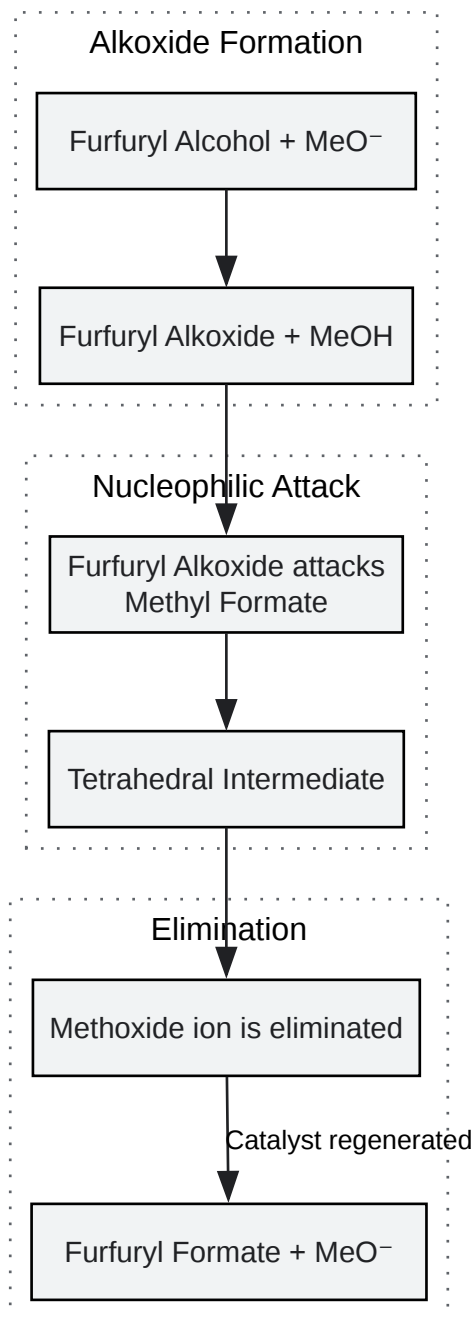 Alkoxide Formation
Furfuryl Alcohol + MeO⁻
Furfuryl Alkoxide + MeOH
Nucleophilic Attack
Furfuryl Alkoxide attacks
Methyl Formate
Tetrahedral Intermediate
Elimination
Methoxide ion is eliminated
Catalyst regenerated
Furfuryl Formate + MeO⁻